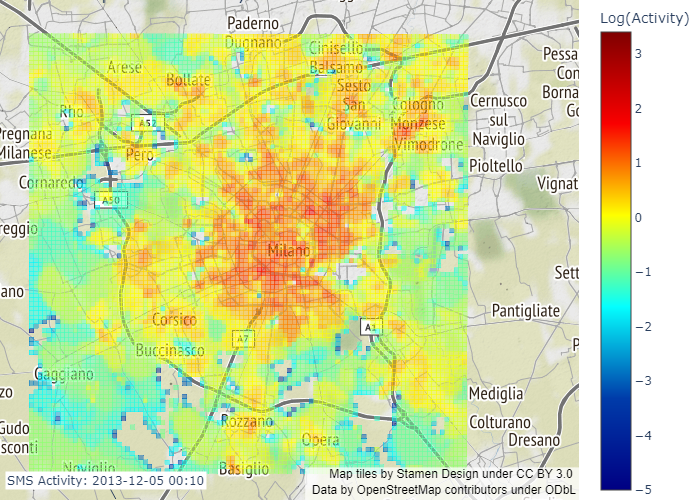 Log(Activity)
3
2
1
0
−1
−2
−3
−4
−5
Paderno
Dugnano
Cinisello
Balsamo
Arese
Bollate
Sesto
San
Giovanni
Cologno
Monzese
Vimodrone
Rho
A52
Pero
Pregnana
Milanese
Cornaredo
A50
Pessa
Con
Borna
Go
Cernusco
sul
Naviglio
Pioltello
Vignat
reggio
Milano
Sett
ano
Pantigliate
Corsico
A1
A7
P
Buccinasco
Gaggiano
zo
Mediglia
Rozzano
Colturano
Dresano
Gudo
sconti
Opera
Noviglio
Basiglio
SMS Activity: 2013-12-05 00:10
Map tiles by Stamen Design under CC BY 3.0
Data by OpenStreetMap contributors under ODbL